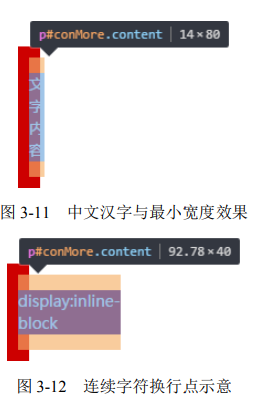 p#conMore.content | 14×80
文
字
内
容
图 3-11 中文汉字与最小宽度效果
p#conMore.content | 92.78×40
display:inline-
block
图 3-12 连续字符换行点示意